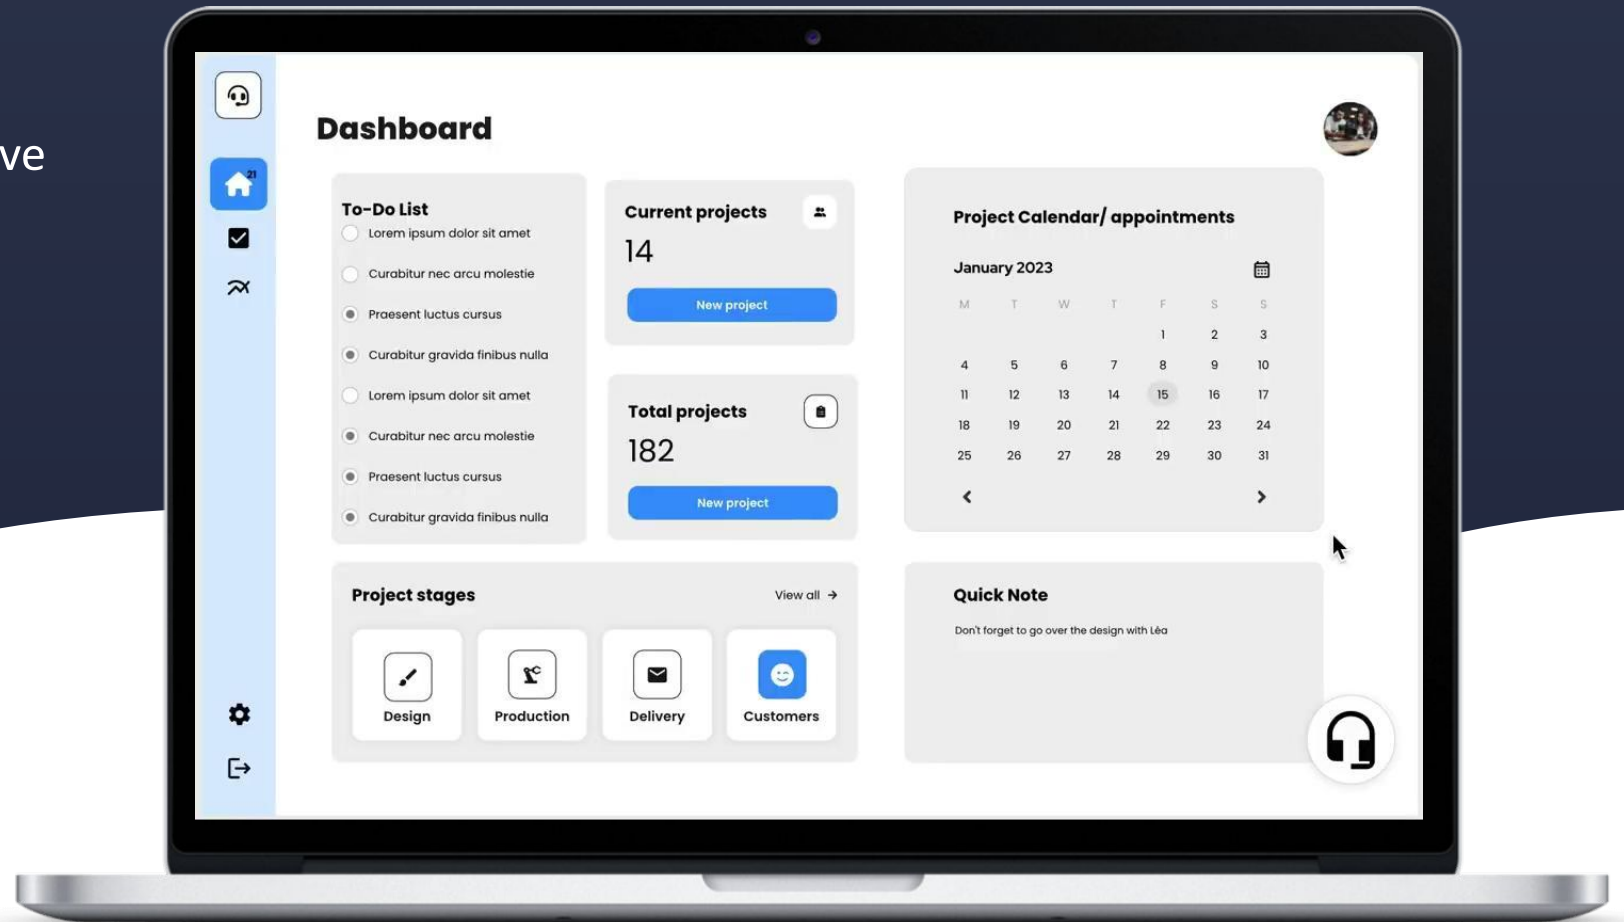 ve
Dashboard
21
To-Do List
Lorem ipsum dolor sit amet
Curabitur nec arcu molestie
Praesent luctus cursus
Curabitur gravida finibus nulla
Lorem ipsum dolor sit amet
Curabitur nec arcu molestie
Praesent luctus cursus
Curabitur gravida finibus nulla
Current projects
14
New project
Total projects
182
New project
Project Calendar/ appointments
January 2023
M T W T F S S
1 2 3
4 5 6 7 8 9 10
11 12 13 14 15 16 17
18 19 20 21 22 23 24
25 26 27 28 29 30 31
Project stages
View all →
Design
Production
Delivery
Customers
Quick Note
Don't forget to go over the design with Lèa